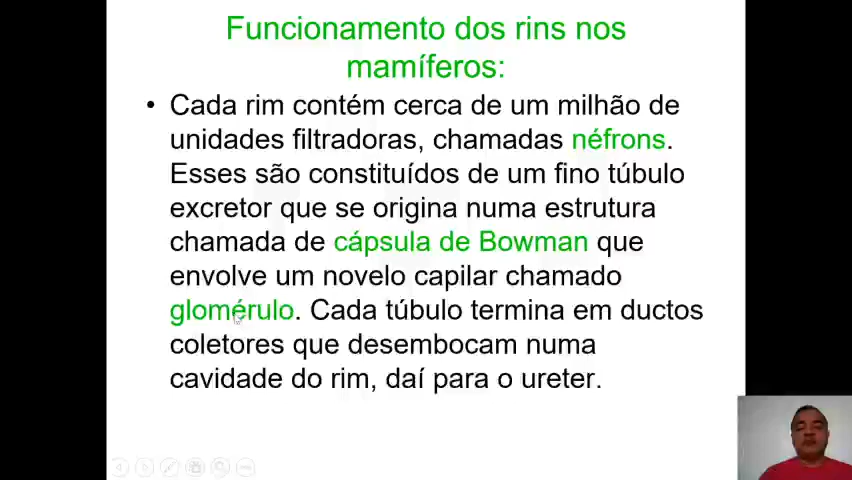 Funcionamento dos rins nos
mamíferos:
• Cada rim contém cerca de um milhão de
unidades filtradoras, chamadas néfrons.
Esses são constituídos de um fino túbulo
excretor que se origina numa estrutura
chamada de cápsula de Bowman que
envolve um novelo capilar chamado
glomérulo. Cada túbulo termina em ductos
coletores que desembocam numa
cavidade do rim, daí para o ureter.